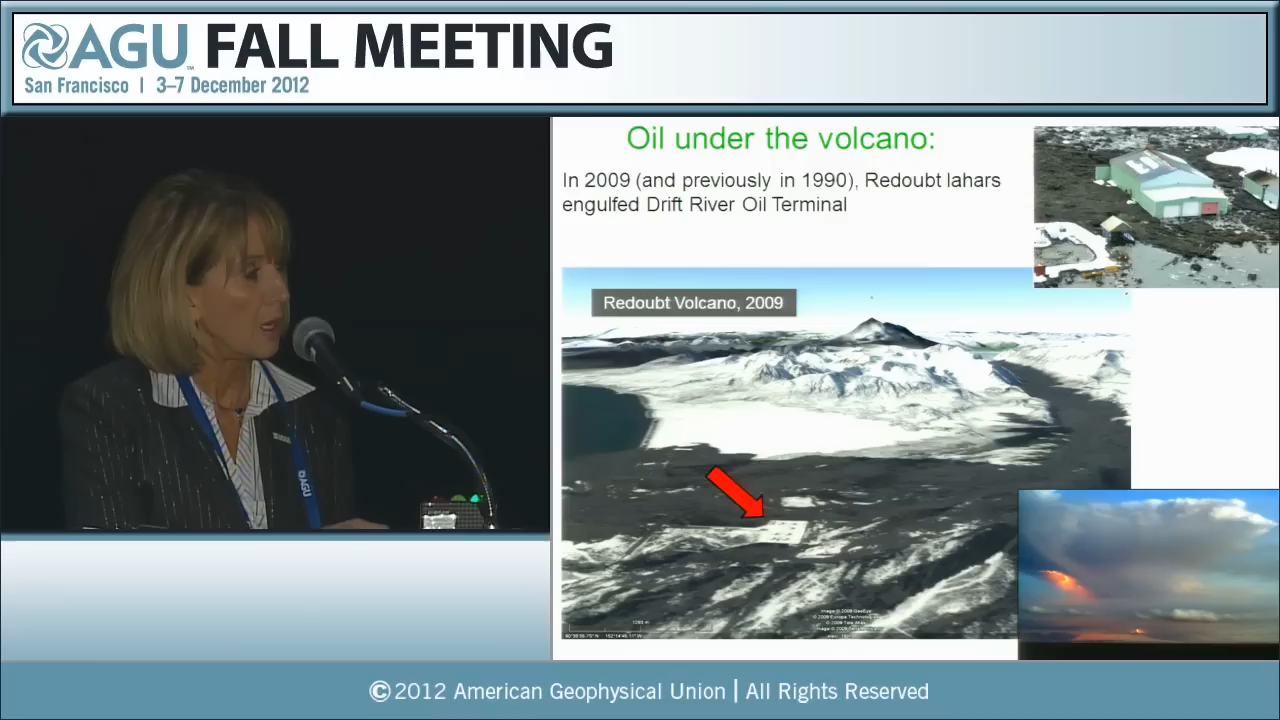 AGU FALL MEETING
San Francisco | 3–7 December 2012
Oil under the volcano:
In 2009 (and previously in 1990), Redoubt lahars
engulfed Drift River Oil Terminal
Redoubt Volcano, 2009
AGU
©2012 American Geophysical Union | All Rights Reserved